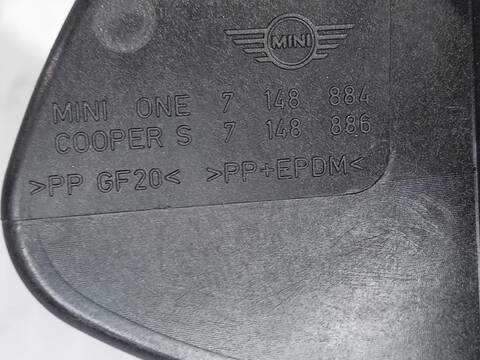 MINI
MINI ONE 7 148 884
COOPER S 7 148 886
>PP GF20< >PP+EPDM<